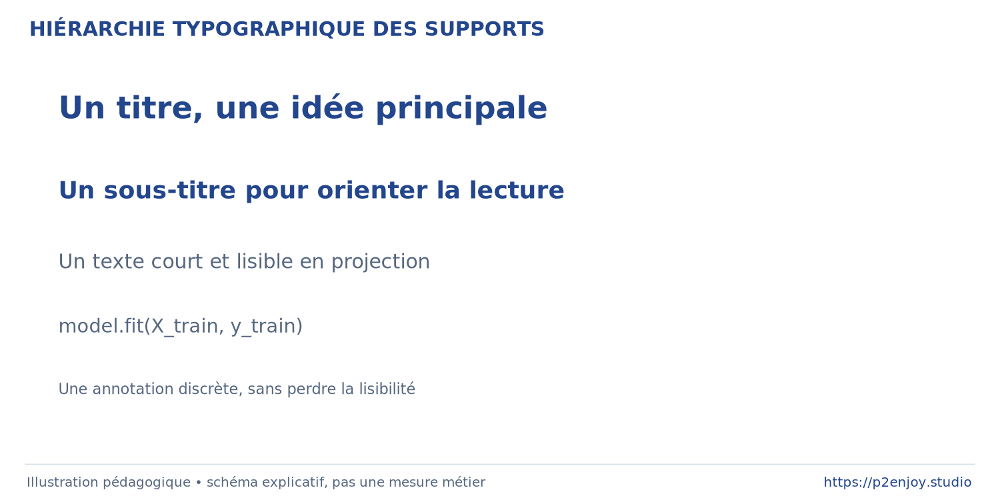 HIÉRARCHIE TYPOGRAPHIQUE DES SUPPORTS
Un titre, une idée principale
Un sous-titre pour orienter la lecture
Un texte court et lisible en projection
model.fit(X_train, y_train)
Une annotation discrète, sans perdre la lisibilité
Illustration pédagogique • schéma explicatif, pas une mesure métier
https://p2enjoy.studio